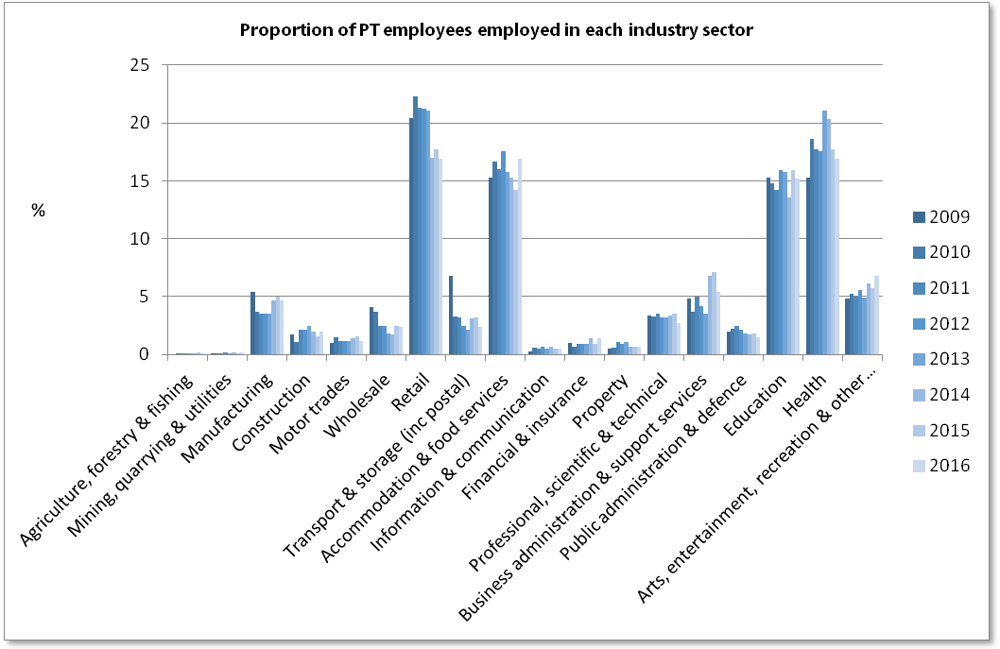 Proportion of PT employees employed in each industry sector
25
20
15
10
5
0
%
Agriculture, forestry & fishing
Mining, quarrying & utilities
Manufacturing
Construction
Motor trades
Wholesale
Retail
Transport & storage (inc postal)
Accommodation & food services
Information & communication
Financial & insurance
Property
Professional, scientific & technical
Business administration & support services
Public administration & defence
Education
Health
Arts, entertainment, recreation & other...
2009
2010
2011
2012
2013
2014
2015
2016